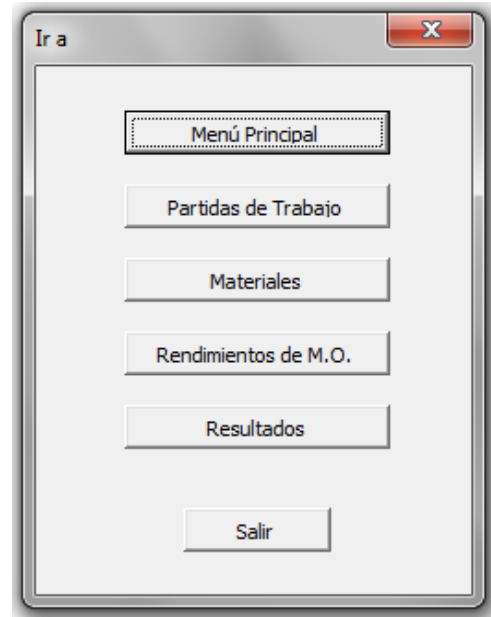 Ir a
Menú Principal
Partidas de Trabajo
Materiales
Rendimientos de M.O.
Resultados
Salir